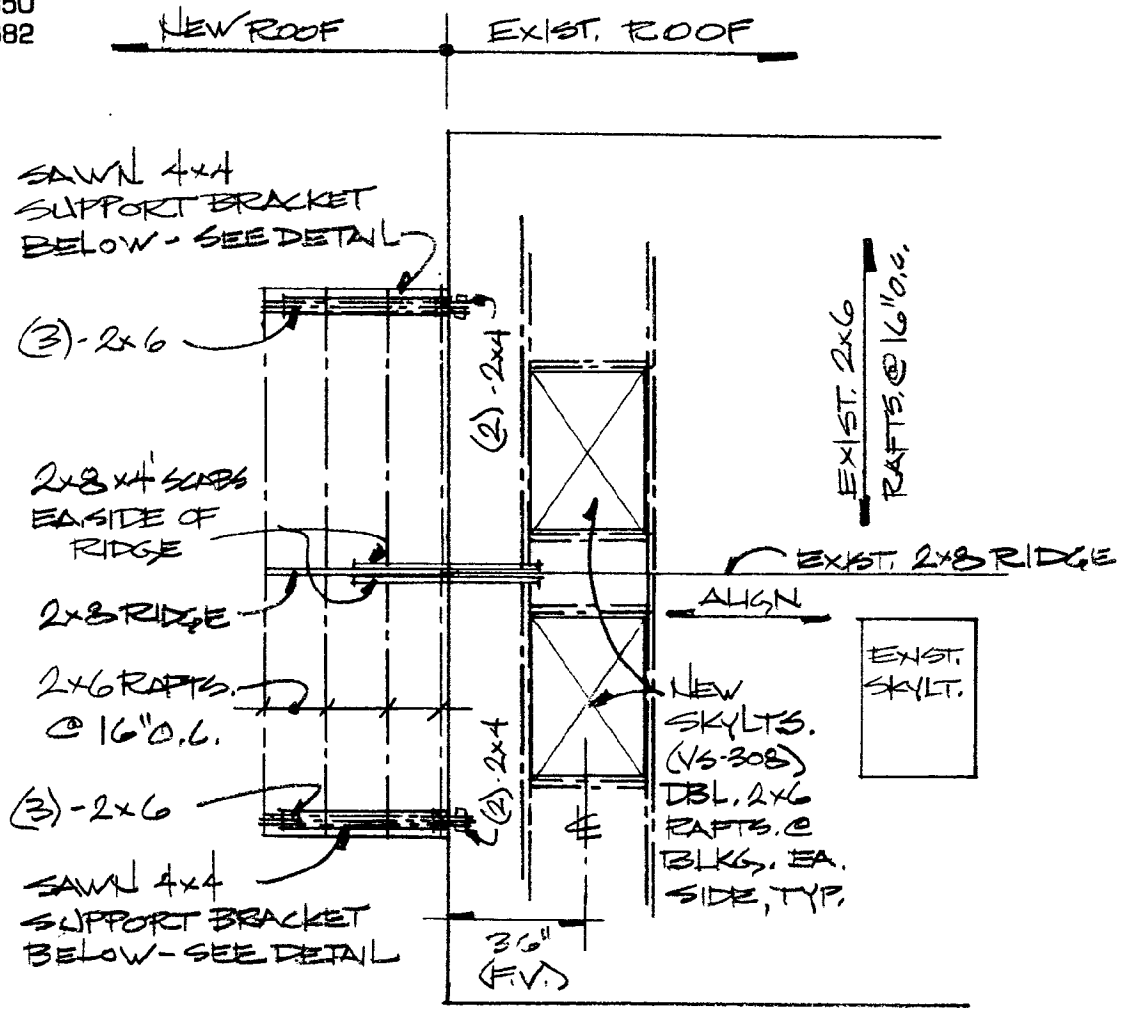 NEW ROOF
EXIST. ROOF
SAWN 4x4
SUPPORT BRACKET
BELOW - SEE DETAIL
(3)-2x6
(2)-2x4
EXIST. 2x6
RAFTS. @ 16" O.C.
2x8 x4' SCABS
EA. SIDE OF
RIDGE
EXIST. 2x8 RIDGE
2x8 RIDGE
ALIGN
EXIST.
SKYLT.
2x6 RAFTS.
@ 16" O.C.
NEW
SKYLTS.
(VS-308)
DBL. 2x6
RAFTS. @
BLKG. EA.
SIDE, TYP.
(3)-2x6
(2)-2x4
SAWN 4x4
SUPPORT BRACKET
BELOW - SEE DETAIL
3'6"
(F.V.)